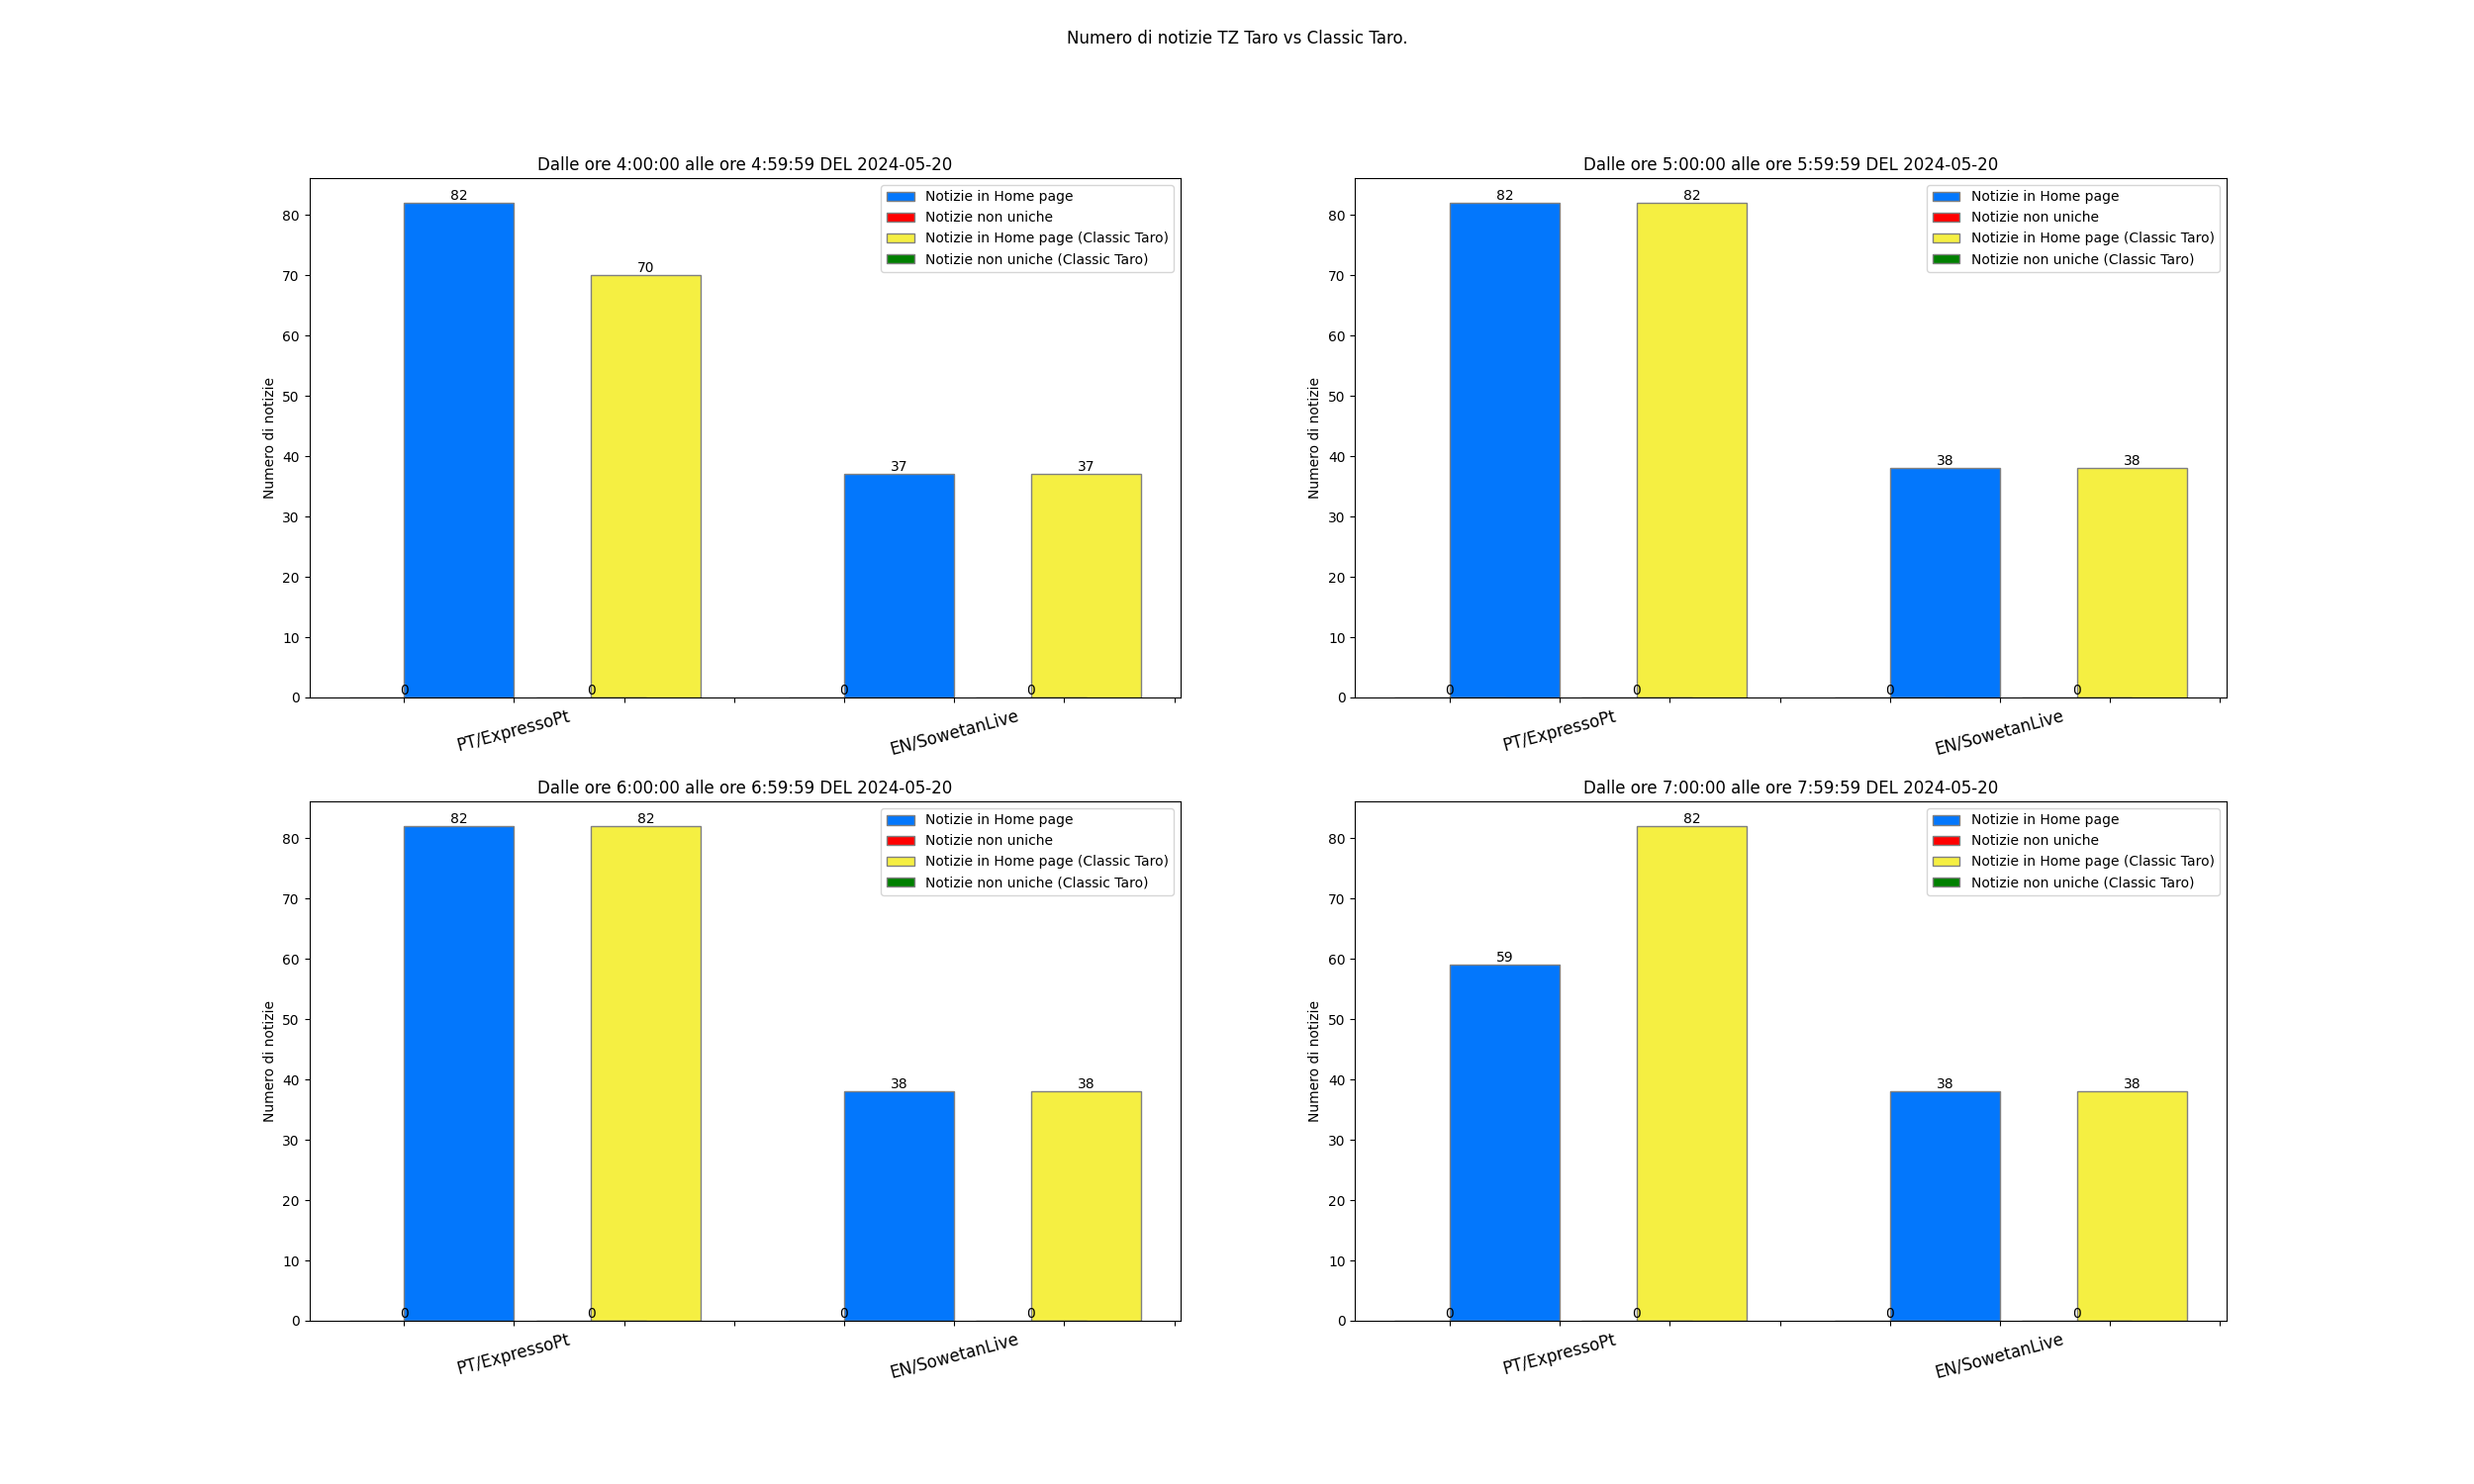 Numero di notizie TZ Taro vs Classic Taro.
Dalle ore 4:00:00 alle ore 4:59:59 DEL 2024-05-20
Numero di notizie
80
70
60
50
40
30
20
10
0
82
70
37
37
0
0
0
0
Notizie in Home page
Notizie non uniche
Notizie in Home page (Classic Taro)
Notizie non uniche (Classic Taro)
PT/ExpressoPt
EN/SowetanLive
Dalle ore 5:00:00 alle ore 5:59:59 DEL 2024-05-20
Numero di notizie
80
70
60
50
40
30
20
10
0
82
82
38
38
0
0
0
0
Notizie in Home page
Notizie non uniche
Notizie in Home page (Classic Taro)
Notizie non uniche (Classic Taro)
PT/ExpressoPt
EN/SowetanLive
Dalle ore 6:00:00 alle ore 6:59:59 DEL 2024-05-20
Numero di notizie
80
70
60
50
40
30
20
10
0
82
82
38
38
0
0
0
0
Notizie in Home page
Notizie non uniche
Notizie in Home page (Classic Taro)
Notizie non uniche (Classic Taro)
PT/ExpressoPt
EN/SowetanLive
Dalle ore 7:00:00 alle ore 7:59:59 DEL 2024-05-20
Numero di notizie
80
70
60
50
40
30
20
10
0
59
82
38
38
0
0
0
0
Notizie in Home page
Notizie non uniche
Notizie in Home page (Classic Taro)
Notizie non uniche (Classic Taro)
PT/ExpressoPt
EN/SowetanLive